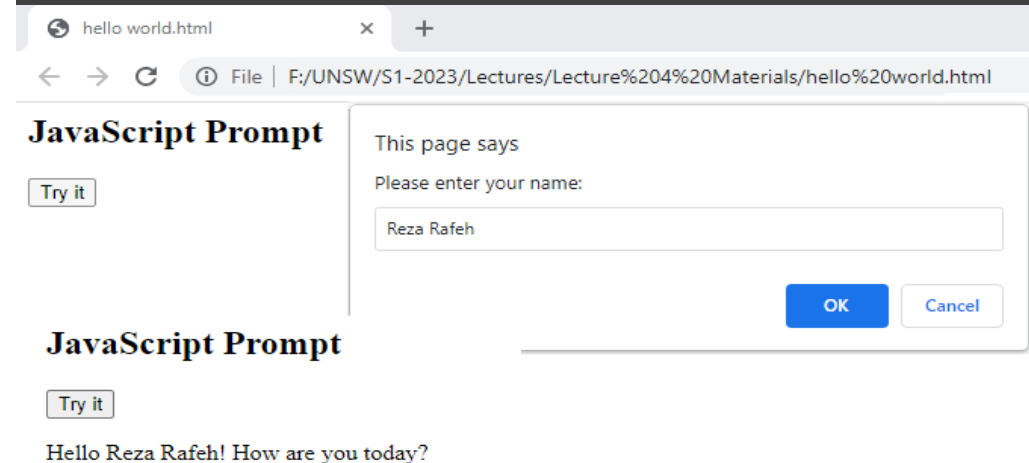 hello world.html
File | F:/UNSW/S1-2023/Lectures/Lecture%204%20Materials/hello%20world.html
JavaScript Prompt
Try it
This page says
Please enter your name:
Reza Rafeh
OK Cancel
JavaScript Prompt
Try it
Hello Reza Rafeh! How are you today?